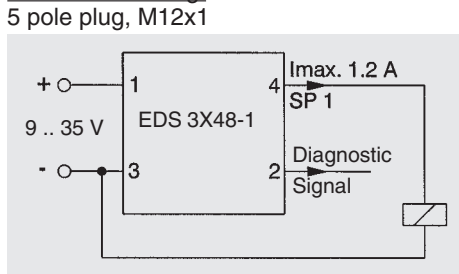 5 pole plug, M12x1
+ 1 4 Imax. 1.2 A
SP 1
9 .. 35 V EDS 3X48-1
- 3 2 Diagnostic
Signal